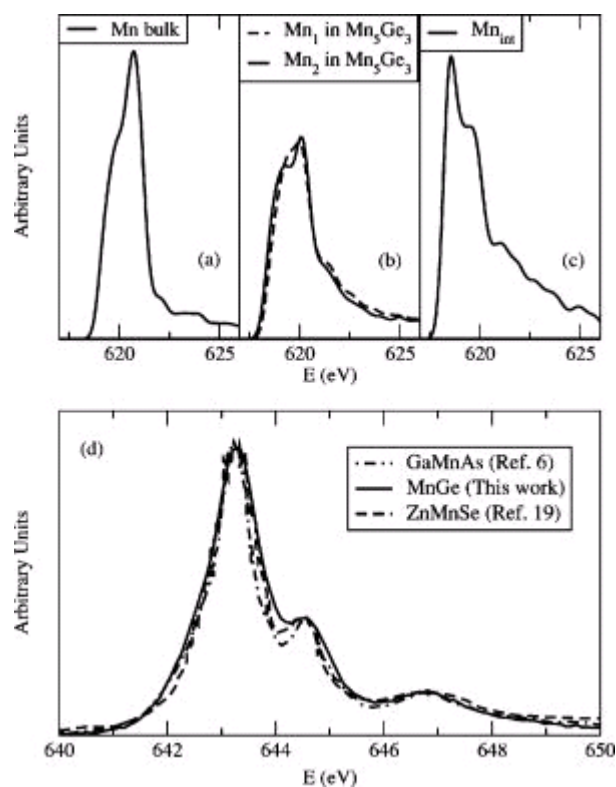 Mn bulk
Mn₁ in Mn₅Ge₃
Mn₂ in Mn₅Ge₃
Mn_int
Arbitrary Units
(a)
(b)
(c)
620
625
620
625
620
625
E (eV)
(d)
GaMnAs (Ref. 6)
MnGe (This work)
ZnMnSe (Ref. 19)
Arbitrary Units
640
642
644
646
648
650
E (eV)